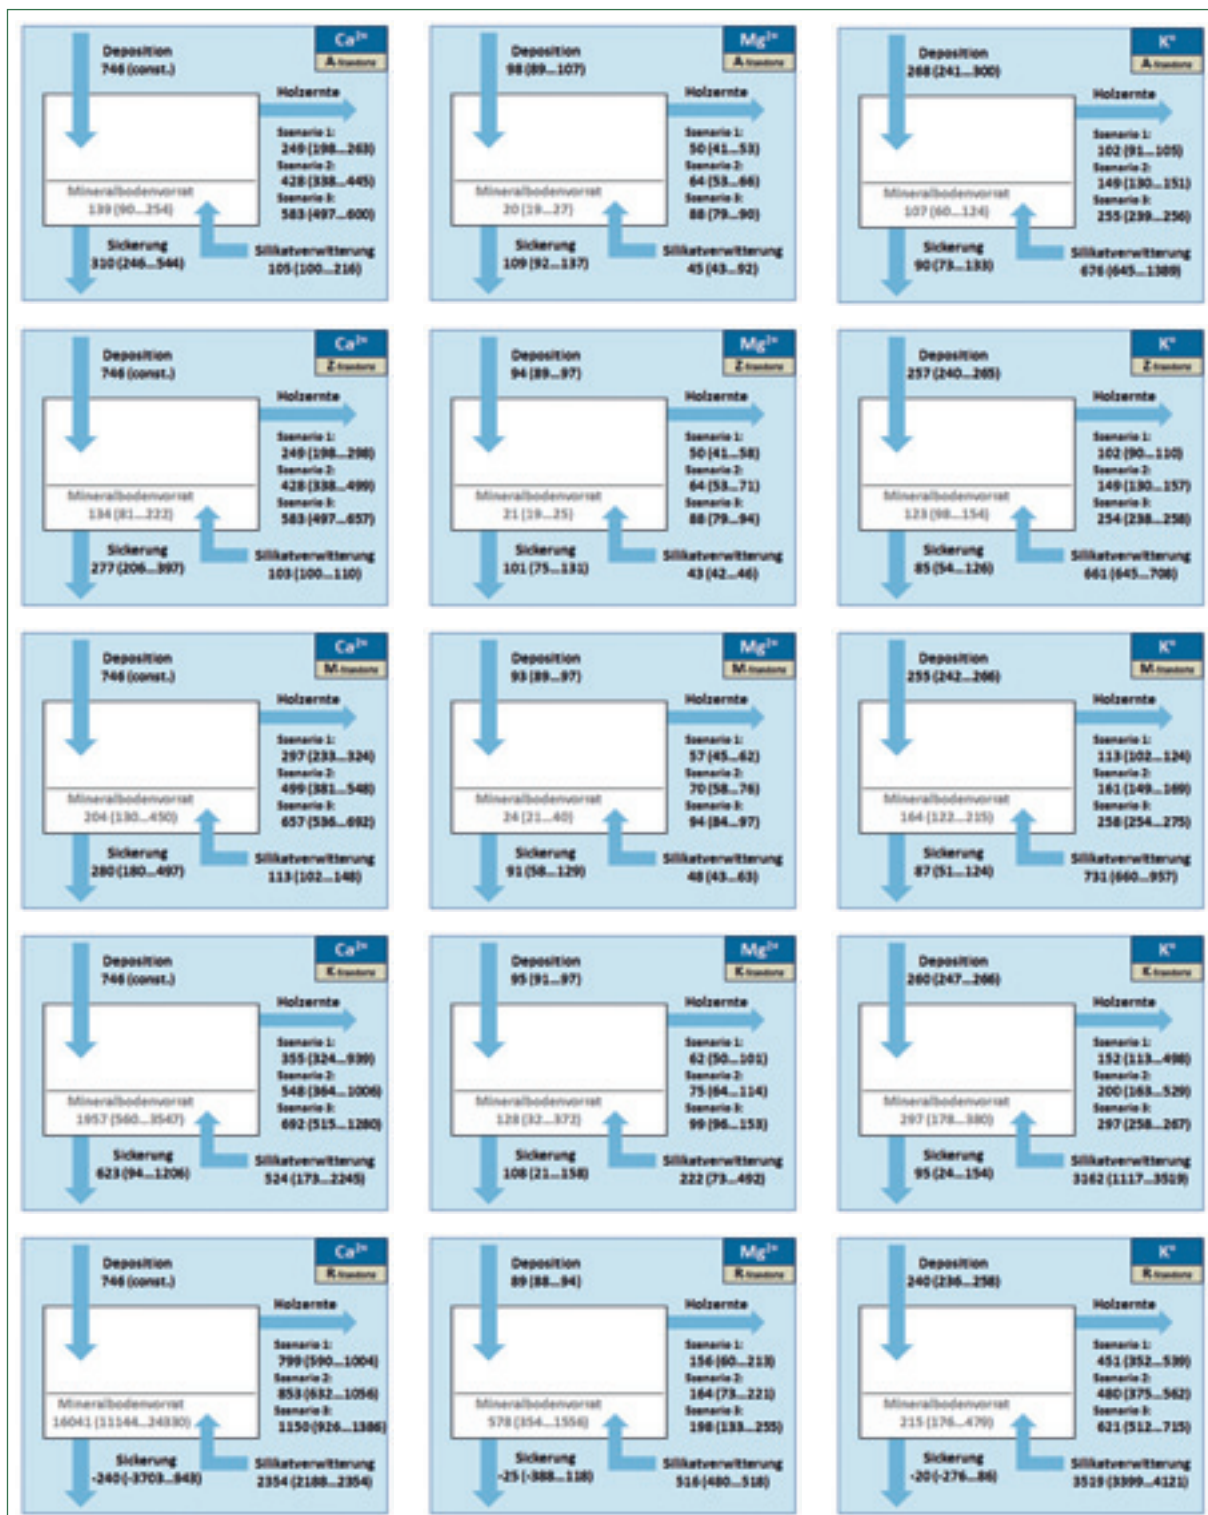 Ca²⁺
A-Standorte
Deposition
746 (const.)
Holzernte
Szenario 1:
249 (198...263)
Szenario 2:
428 (338...445)
Szenario 3:
583 (497...600)
Mineralbodenvorrat
139 (90...254)
Sickerung
310 (246...544)
Silikatverwitterung
105 (100...216)
Mg²⁺
A-Standorte
Deposition
98 (89...107)
Holzernte
Szenario 1:
50 (41...53)
Szenario 2:
64 (53...66)
Szenario 3:
88 (79...90)
Mineralbodenvorrat
20 (19...27)
Sickerung
109 (92...137)
Silikatverwitterung
45 (43...92)
K⁺
A-Standorte
Deposition
268 (241...300)
Holzernte
Szenario 1:
102 (91...105)
Szenario 2:
149 (130...151)
Szenario 3:
255 (239...256)
Mineralbodenvorrat
107 (60...124)
Sickerung
90 (73...133)
Silikatverwitterung
676 (645...1389)
Ca²⁺
Z-Standorte
Deposition
746 (const.)
Holzernte
Szenario 1:
249 (198...298)
Szenario 2:
428 (338...499)
Szenario 3:
583 (497...657)
Mineralbodenvorrat
134 (81...222)
Sickerung
277 (206...397)
Silikatverwitterung
103 (100...110)
Mg²⁺
Z-Standorte
Deposition
94 (89...97)
Holzernte
Szenario 1:
50 (41...58)
Szenario 2:
64 (53...71)
Szenario 3:
88 (79...94)
Mineralbodenvorrat
21 (19...25)
Sickerung
101 (75...131)
Silikatverwitterung
43 (42...46)
K⁺
Z-Standorte
Deposition
257 (240...265)
Holzernte
Szenario 1:
102 (90...110)
Szenario 2:
149 (130...157)
Szenario 3:
254 (238...258)
Mineralbodenvorrat
123 (98...154)
Sickerung
85 (54...126)
Silikatverwitterung
661 (645...708)
Ca²⁺
M-Standorte
Deposition
746 (const.)
Holzernte
Szenario 1:
297 (233...324)
Szenario 2:
499 (381...548)
Szenario 3:
657 (536...692)
Mineralbodenvorrat
204 (130...450)
Sickerung
280 (180...497)
Silikatverwitterung
113 (102...148)
Mg²⁺
M-Standorte
Deposition
93 (89...97)
Holzernte
Szenario 1:
57 (45...62)
Szenario 2:
70 (58...76)
Szenario 3:
94 (84...97)
Mineralbodenvorrat
24 (21...40)
Sickerung
91 (58...129)
Silikatverwitterung
48 (43...63)
K⁺
M-Standorte
Deposition
255 (242...266)
Holzernte
Szenario 1:
113 (102...124)
Szenario 2:
161 (149...169)
Szenario 3:
258 (254...275)
Mineralbodenvorrat
164 (122...215)
Sickerung
87 (51...124)
Silikatverwitterung
731 (660...957)
Ca²⁺
K-Standorte
Deposition
746 (const.)
Holzernte
Szenario 1:
355 (324...939)
Szenario 2:
548 (364...1006)
Szenario 3:
692 (515...1280)
Mineralbodenvorrat
1957 (560...3547)
Sickerung
623 (94...1206)
Silikatverwitterung
524 (173...2245)
Mg²⁺
K-Standorte
Deposition
95 (91...97)
Holzernte
Szenario 1:
62 (50...101)
Szenario 2:
75 (64...114)
Szenario 3:
99 (96...153)
Mineralbodenvorrat
128 (32...372)
Sickerung
108 (21...158)
Silikatverwitterung
222 (73...492)
K⁺
K-Standorte
Deposition
260 (247...266)
Holzernte
Szenario 1:
152 (113...498)
Szenario 2:
200 (163...529)
Szenario 3:
297 (258...267)
Mineralbodenvorrat
297 (178...380)
Sickerung
95 (24...154)
Silikatverwitterung
3162 (1117...3519)
Ca²⁺
R-Standorte
Deposition
746 (const.)
Holzernte
Szenario 1:
799 (590...1004)
Szenario 2:
853 (632...1056)
Szenario 3:
1150 (926...1386)
Mineralbodenvorrat
16041 (11144...24330)
Sickerung
-240 (-3703...943)
Silikatverwitterung
2354 (2188...2354)
Mg²⁺
R-Standorte
Deposition
89 (88...94)
Holzernte
Szenario 1:
156 (60...213)
Szenario 2:
164 (73...221)
Szenario 3:
198 (133...255)
Mineralbodenvorrat
578 (354...1556)
Sickerung
-25 (-388...118)
Silikatverwitterung
516 (480...518)
K⁺
R-Standorte
Deposition
240 (236...258)
Holzernte
Szenario 1:
451 (352...539)
Szenario 2:
480 (375...562)
Szenario 3:
621 (512...715)
Mineralbodenvorrat
215 (176...479)
Sickerung
-20 (-276...86)
Silikatverwitterung
3519 (3399...4121)